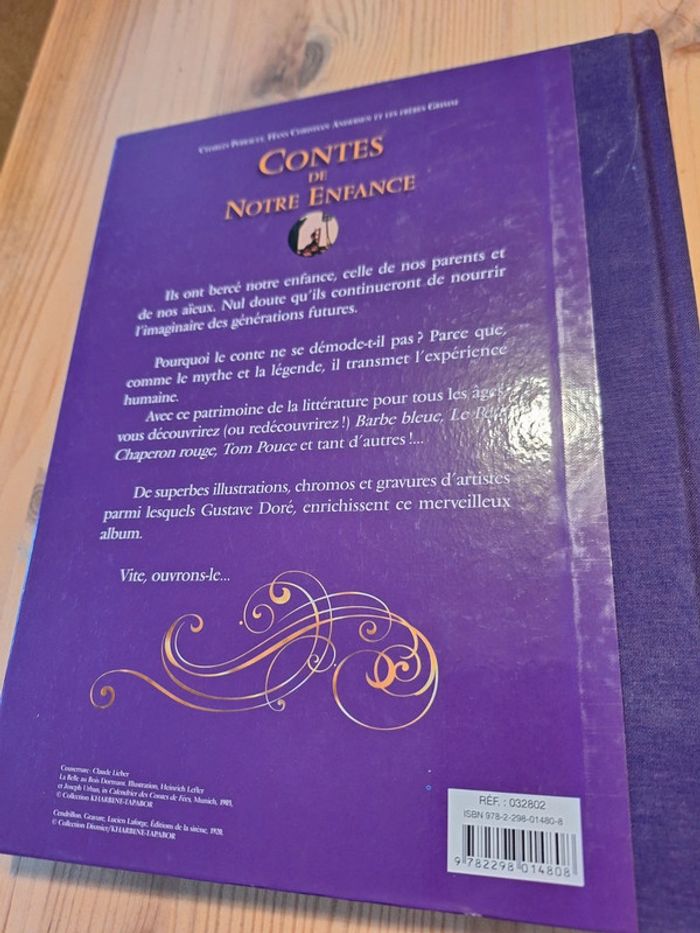 CHARLES PERRAULT, HANS CHRISTIAN ANDERSEN ET LES FRÈRES GRIMM
CONTES
DE
NOTRE ENFANCE
Ils ont bercé notre enfance, celle de nos parents et
de nos aïeux. Nul doute qu'ils continueront de nourrir
l'imaginaire des générations futures.
Pourquoi le conte ne se démode-t-il pas ? Parce que,
comme le mythe et la légende, il transmet l'expérience
humaine.
Avec ce patrimoine de la littérature pour tous les âges,
vous découvrirez (ou redécouvrirez !) Barbe bleue, Le Petit
Chaperon rouge, Tom Pouce et tant d'autres !...
De superbes illustrations, chromos et gravures d'artistes
parmi lesquels Gustave Doré, enrichissent ce merveilleux
album.
Vite, ouvrons-le...
Couverture : Claude Lieber
La Belle au Bois Dormant. Illustration, Heinrich Lefler
et Joseph Urban, in Calendrier des Contes de Fées, Munich, 1905,
© Collection KHARBINE-TAPABOR
Cendrillon. Gravure, Lucien Laforge, Éditions de la sirène, 1920.
© Collection Dixmier/KHARBINE-TAPABOR
RÉF. : 032802
ISBN 978-2-298-01480-8
9 782298 014808